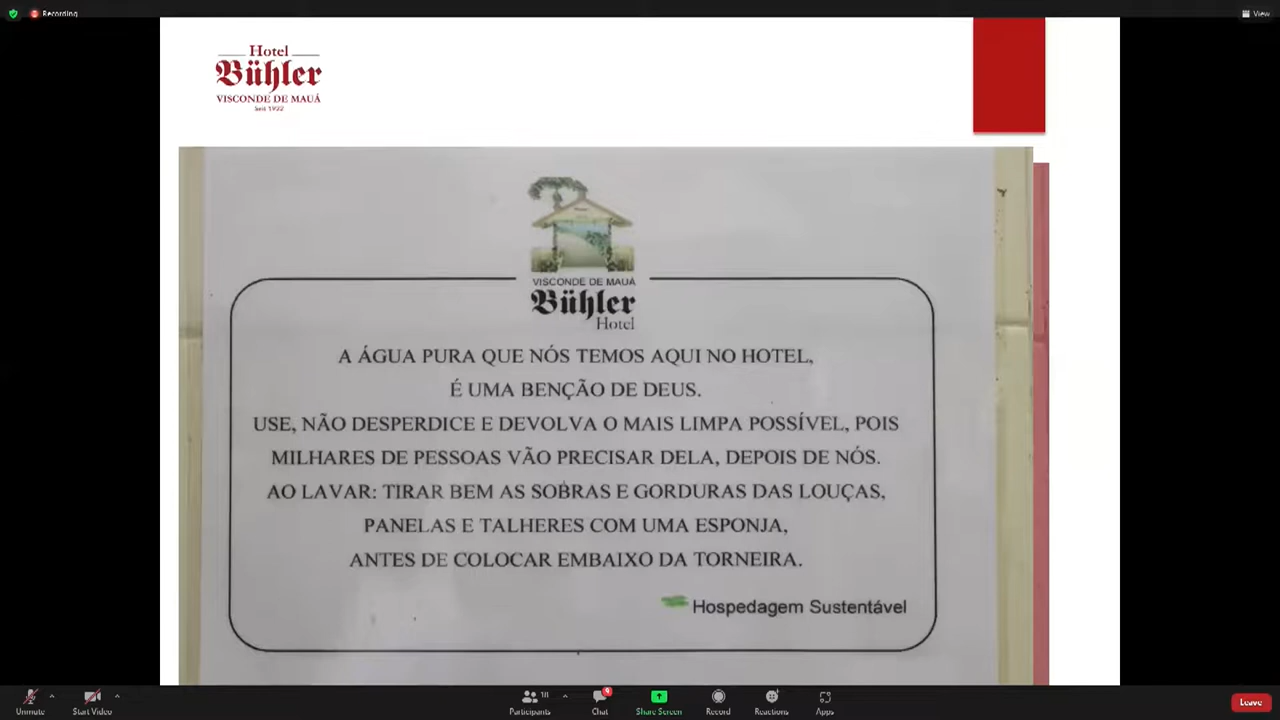 Recording
View
Hotel
Bühler
VISCONDE DE MAUÁ
Seit 1922
VISCONDE DE MAUÁ
Bühler
Hotel
A ÁGUA PURA QUE NÓS TEMOS AQUI NO HOTEL,
É UMA BENÇÃO DE DEUS.
USE, NÃO DESPERDICE E DEVOLVA O MAIS LIMPA POSSÍVEL, POIS
MILHARES DE PESSOAS VÃO PRECISAR DELA, DEPOIS DE NÓS.
AO LAVAR: TIRAR BEM AS SOBRAS E GORDURAS DAS LOUÇAS,
PANELAS E TALHERES COM UMA ESPONJA,
ANTES DE COLOCAR EMBAIXO DA TORNEIRA.
Hospedagem Sustentável
Unmute
Start Video
Participants
Chat
Share Screen
Record
Reactions
Apps
Leave